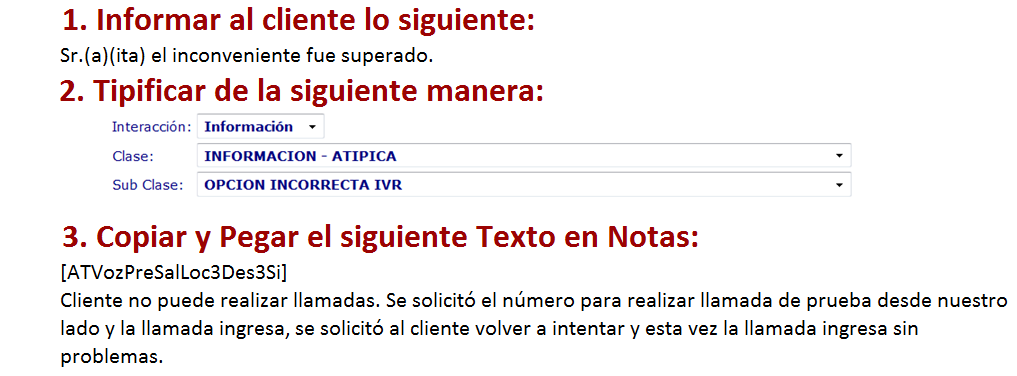 1. Informar al cliente lo siguiente:
Sr.(a)(ita) el inconveniente fue superado.
2. Tipificar de la siguiente manera:
Interacción: Información
Clase: INFORMACION - ATIPICA
Sub Clase: OPCION INCORRECTA IVR
3. Copiar y Pegar el siguiente Texto en Notas:
[ATVozPreSalLoc3Des3Si]
Cliente no puede realizar llamadas. Se solicitó el número para realizar llamada de prueba desde nuestro
lado y la llamada ingresa, se solicitó al cliente volver a intentar y esta vez la llamada ingresa sin
problemas.